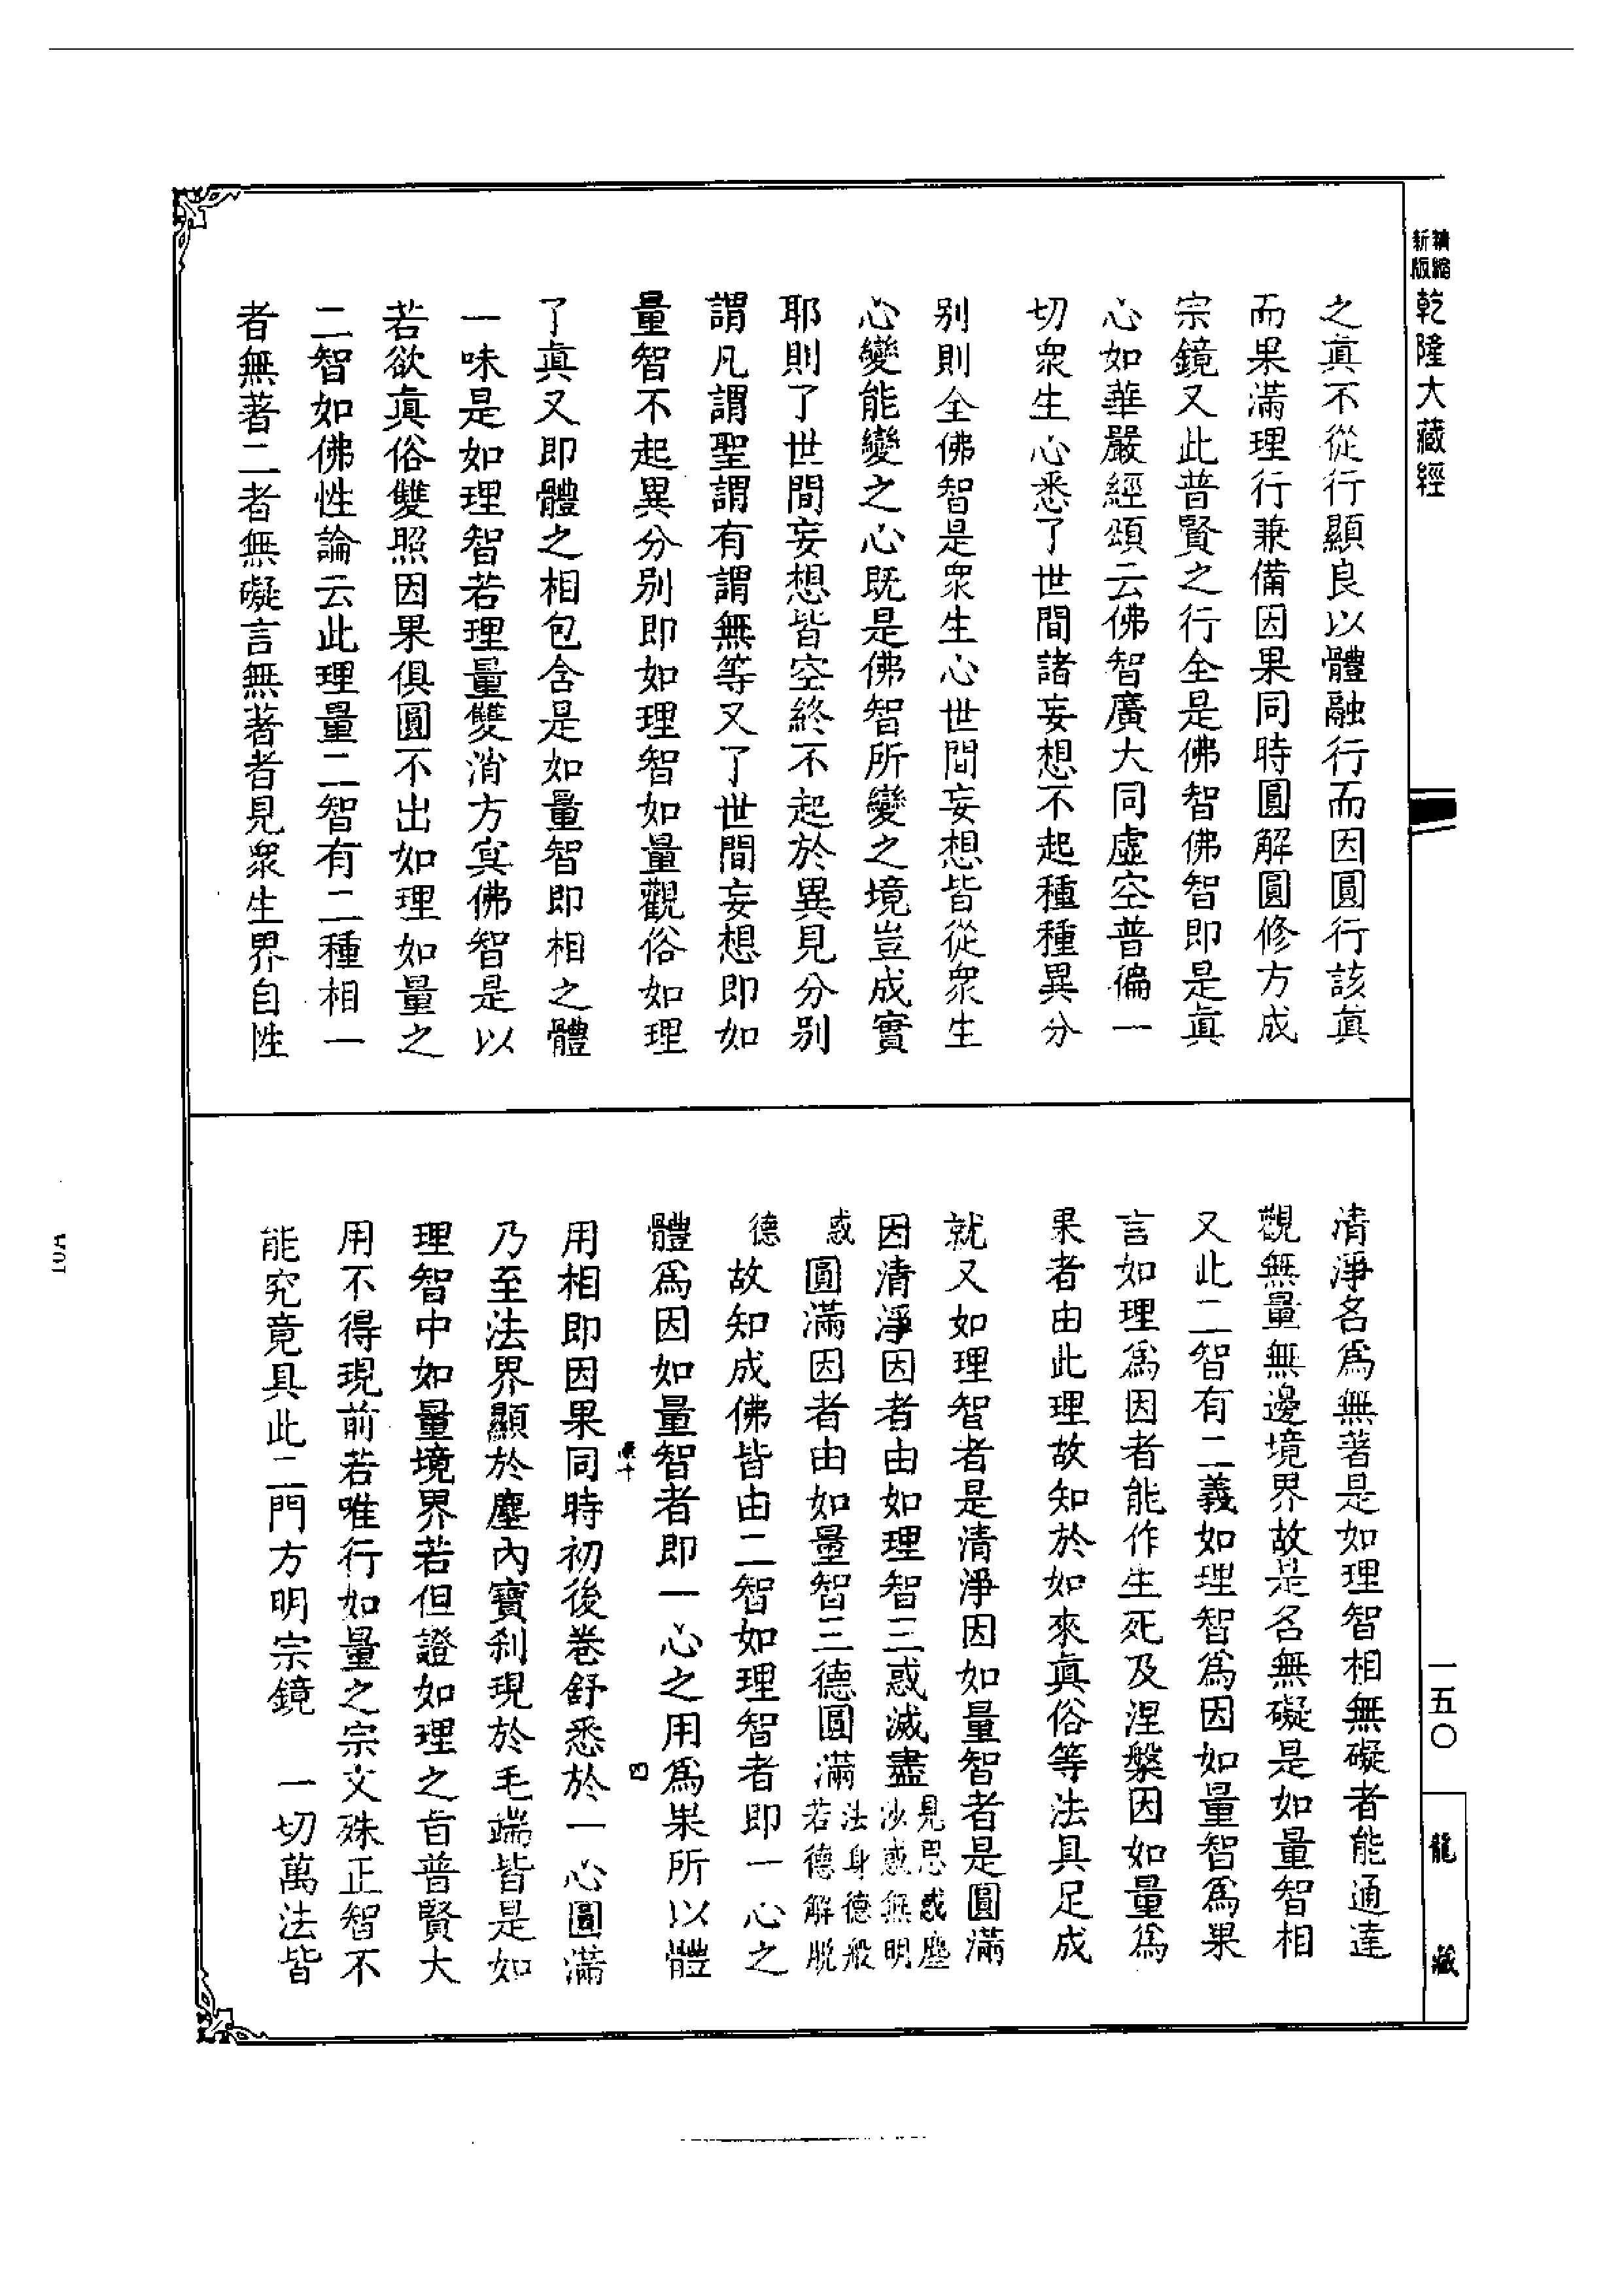 精縮
新版
乾隆大藏經
之眞不從行顯良以體融行而因圓行該眞
而果滿理行兼備因果同時圓解圓修方成
宗鏡又此普賢之行全是佛智佛智即是眞
心如華嚴經頌云佛智廣大同虛空普徧一
切衆生心悉了世間諸妄想不起種種異分
别則全佛智是衆生心世間妄想皆從衆生
心變能變之心既是佛智所變之境豈成實
耶則了世間妄想皆空終不起於異見分别
謂凡謂聖謂有謂無等又了世間妄想即如
量智不起異分别即如理智如量觀俗如理
了眞又即體之相包含是如量智即相之體
一味是如理智若理量雙消方寔佛智是以
若欲眞俗雙照因果俱圓不出如理如量之
二智如佛性論云此理量二智有二種相一
者無著二者無礙言無著者見衆生界自性
清淨名爲無著是如理智相無礙者能通達
觀無量無邊境界故是名無礙是如量智相
又此二智有二義如理智爲因如量智爲果
言如理爲因者能作生死及涅槃因如量爲
果者由此理故知於如來眞俗等法具足成
就又如理智者是清淨因如量智者是圓滿
因清淨因者由如理智三惑滅盡見思惑塵沙惑無明
惑圓滿因者由如量智三德圓滿法身德般若德解脱
德故知成佛皆由二智如理智者即一心之
體爲因如量智者即一心之用爲果所以體
四
用相即因果同時初後卷舒悉於一心圓滿
乃至法界顯於塵内寶刹現於毛端皆是如
理智中如量境界若但證如理之旨普賢大
用不得現前若唯行如量之宗文殊正智不
能究竟具此二門方明宗鏡　一切萬法皆
一五〇
龍藏